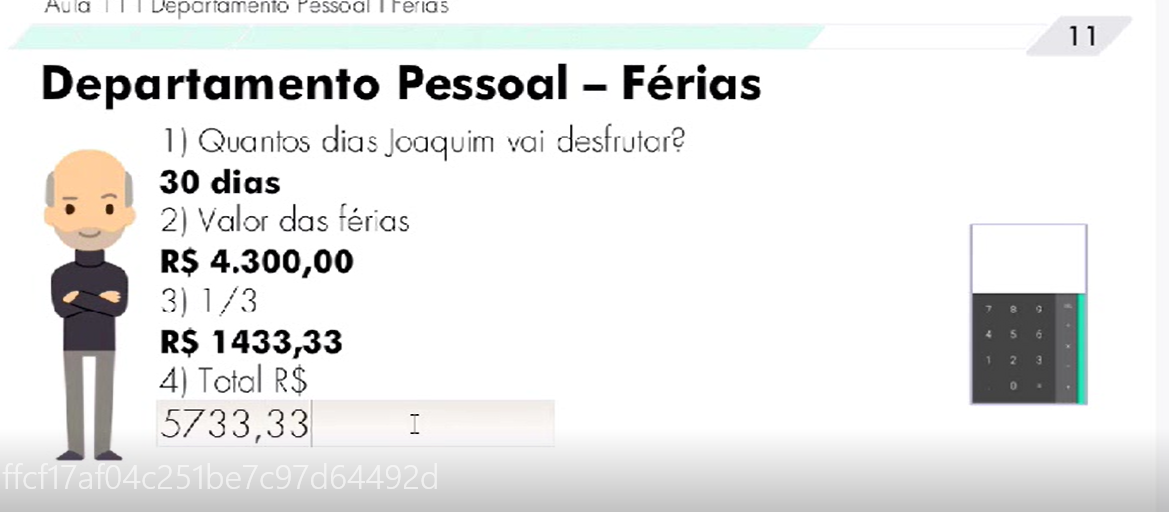 Aula 11 | Departamento Pessoal | Férias
11
Departamento Pessoal – Férias
1) Quantos dias Joaquim vai desfrutar?
30 dias
2) Valor das férias
R$ 4.300,00
3) 1/3
R$ 1433,33
4) Total R$
5733,33
7 8 9
4 5 6
1 2 3
0 =
ffcf17af04c251be7c97d64492d